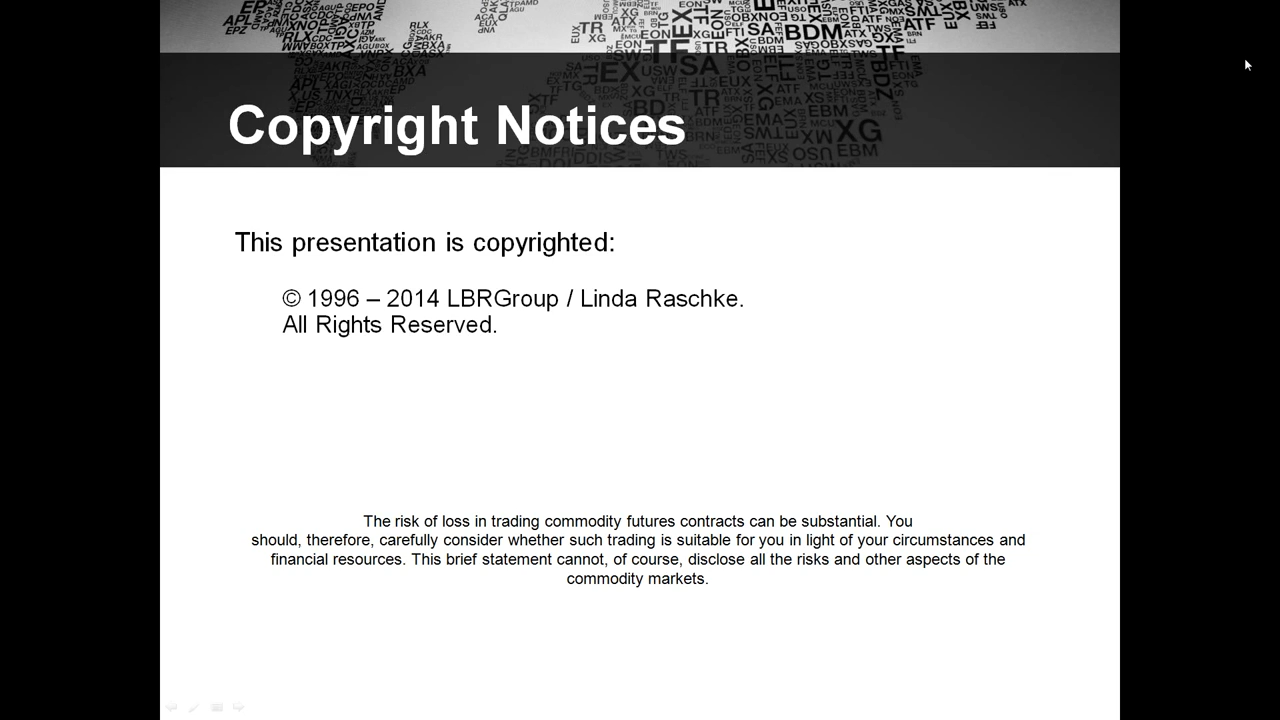 Copyright Notices
This presentation is copyrighted:
© 1996 – 2014 LBRGroup / Linda Raschke.
All Rights Reserved.
The risk of loss in trading commodity futures contracts can be substantial. You
should, therefore, carefully consider whether such trading is suitable for you in light of your circumstances and
financial resources. This brief statement cannot, of course, disclose all the risks and other aspects of the
commodity markets.